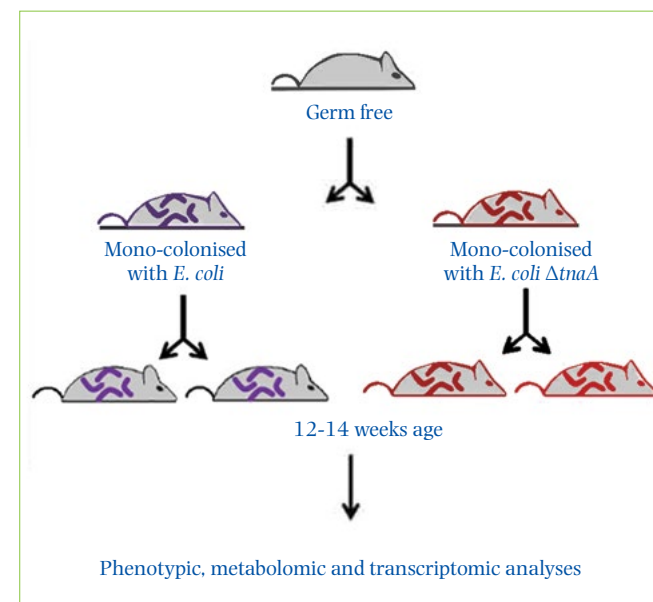 Germ free
Mono-colonised
with E. coli
Mono-colonised
with E. coli ΔtnaA
12-14 weeks age
Phenotypic, metabolomic and transcriptomic analyses